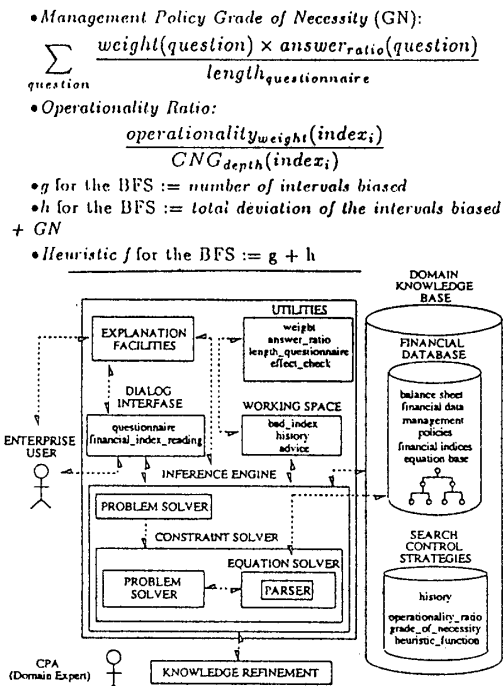 • Management Policy Grade of Necessity (GN):
∑ question weight(question) × answer_ratio(question) / length_questionnaire
• Operationality Ratio:
operationality_weight(index_i) / CNG_depth(index_i)
• g for the BFS := number of intervals biased
• h for the BFS := total deviation of the intervals biased
+ GN
• Heuristic f for the BFS := g + h
DOMAIN
KNOWLEDGE
BASE
UTILITIES
weight
answer_ratio
length_questionnaire
effect_check
EXPLANATION
FACILITIES
FINANCIAL
DATABASE
balance sheet
financial data
management
policies
financial indices
equation base
DIALOG
INTERFASE
questionnaire
financial_index_reading
WORKING SPACE
bad_index
history
advice
ENTERPRISE
USER
INFERENCE ENGINE
PROBLEM SOLVER
CONSTRAINT SOLVER
EQUATION SOLVER
PROBLEM
SOLVER
PARSER
SEARCH
CONTROL
STRATEGIES
history
operationality_ratio
grade_of_necessity
heuristic_function
CPA
(Domain Expert)
KNOWLEDGE REFINEMENT